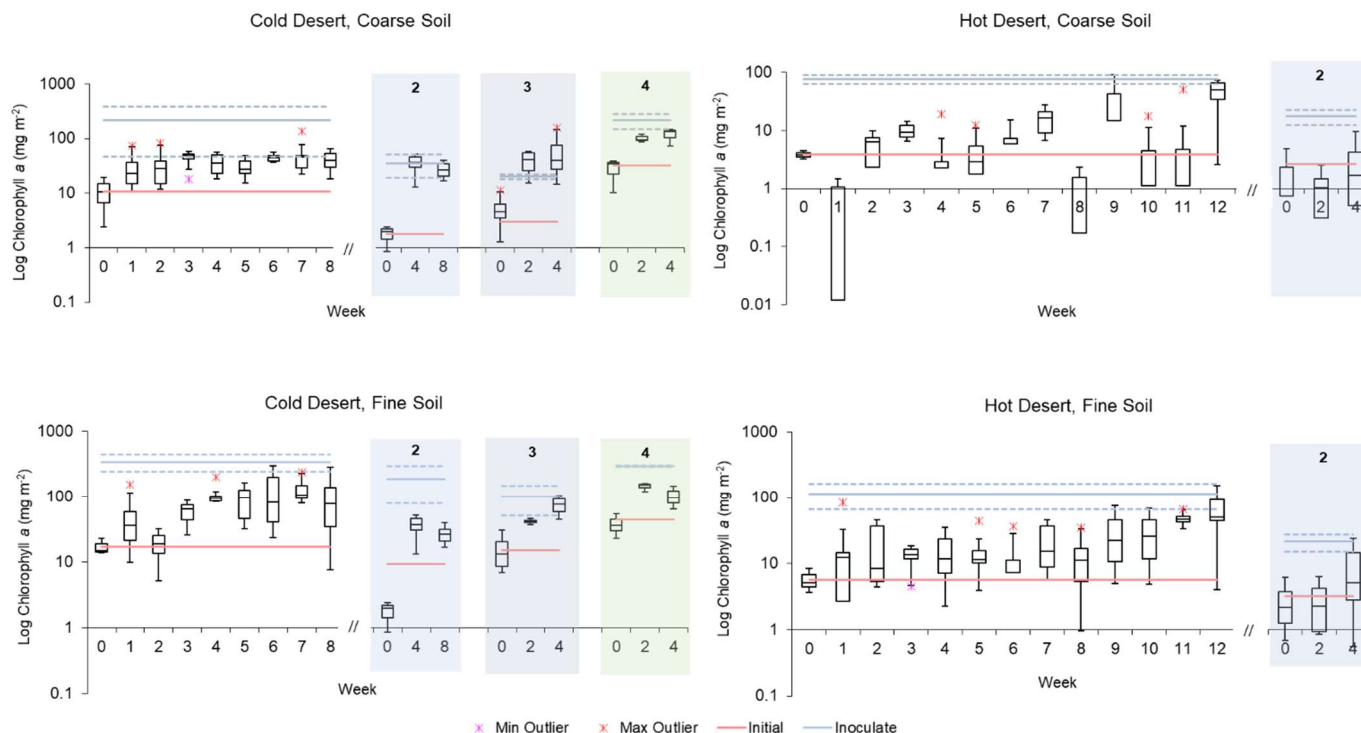 Cold Desert, Coarse Soil
Log Chlorophyll a (mg m-2)
1000
100
10
1
0.1
0 1 2 3 4 5 6 7 8
//
2
0 4 8
3
0 2 4
4
0 2 4
Week
Hot Desert, Coarse Soil
Log Chlorophyll a (mg m-2)
100
10
1
0.1
0.01
0 1 2 3 4 5 6 7 8 9 10 11 12
//
2
0 2 4
Week
Cold Desert, Fine Soil
Log Chlorophyll a (mg m-2)
1000
100
10
1
0.1
0 1 2 3 4 5 6 7 8
//
2
0 4 8
3
0 2 4
4
0 2 4
Week
Hot Desert, Fine Soil
Log Chlorophyll a (mg m-2)
1000
100
10
1
0.1
0 1 2 3 4 5 6 7 8 9 10 11 12
//
2
0 2 4
Week
Min Outlier Max Outlier Initial Inoculate